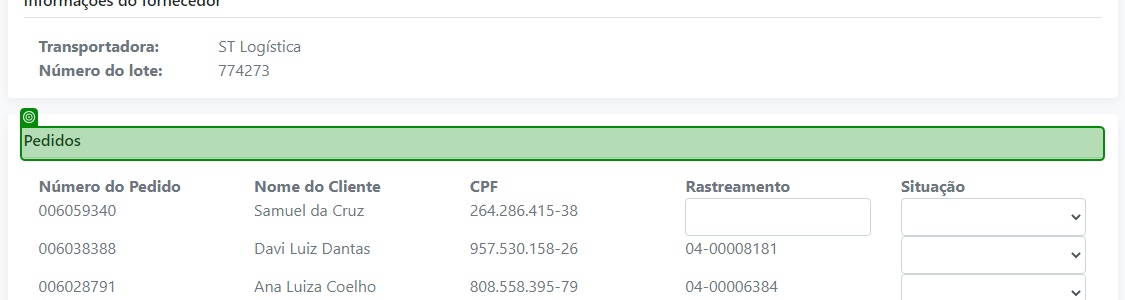 Informações do fornecedor
Transportadora: ST Logística
Número do lote: 774273
Pedidos
Número do Pedido Nome do Cliente CPF Rastreamento Situação
006059340 Samuel da Cruz 264.286.415-38
006038388 Davi Luiz Dantas 957.530.158-26 04-00008181
006028791 Ana Luiza Coelho 808.558.395-79 04-00006384